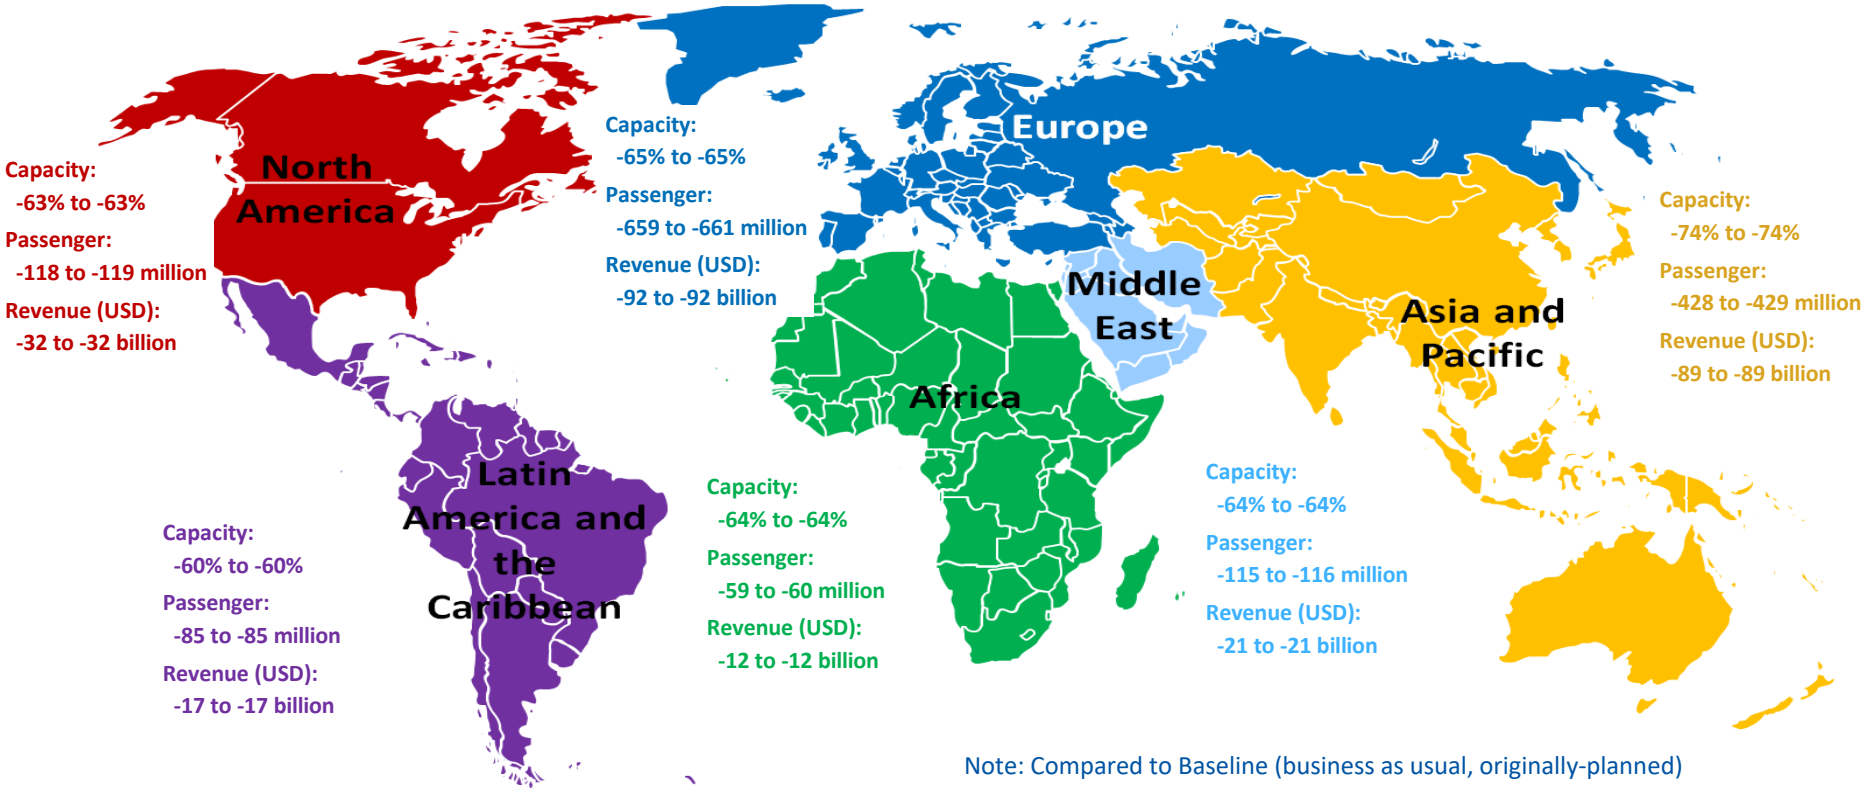 North
America
Capacity:
-63% to -63%
Passenger:
-118 to -119 million
Revenue (USD):
-32 to -32 billion
Europe
Capacity:
-65% to -65%
Passenger:
-659 to -661 million
Revenue (USD):
-92 to -92 billion
Asia and
Pacific
Capacity:
-74% to -74%
Passenger:
-428 to -429 million
Revenue (USD):
-89 to -89 billion
Latin
America and
the
Caribbean
Capacity:
-60% to -60%
Passenger:
-85 to -85 million
Revenue (USD):
-17 to -17 billion
Africa
Capacity:
-64% to -64%
Passenger:
-59 to -60 million
Revenue (USD):
-12 to -12 billion
Middle
East
Capacity:
-64% to -64%
Passenger:
-115 to -116 million
Revenue (USD):
-21 to -21 billion
Note: Compared to Baseline (business as usual, originally-planned)